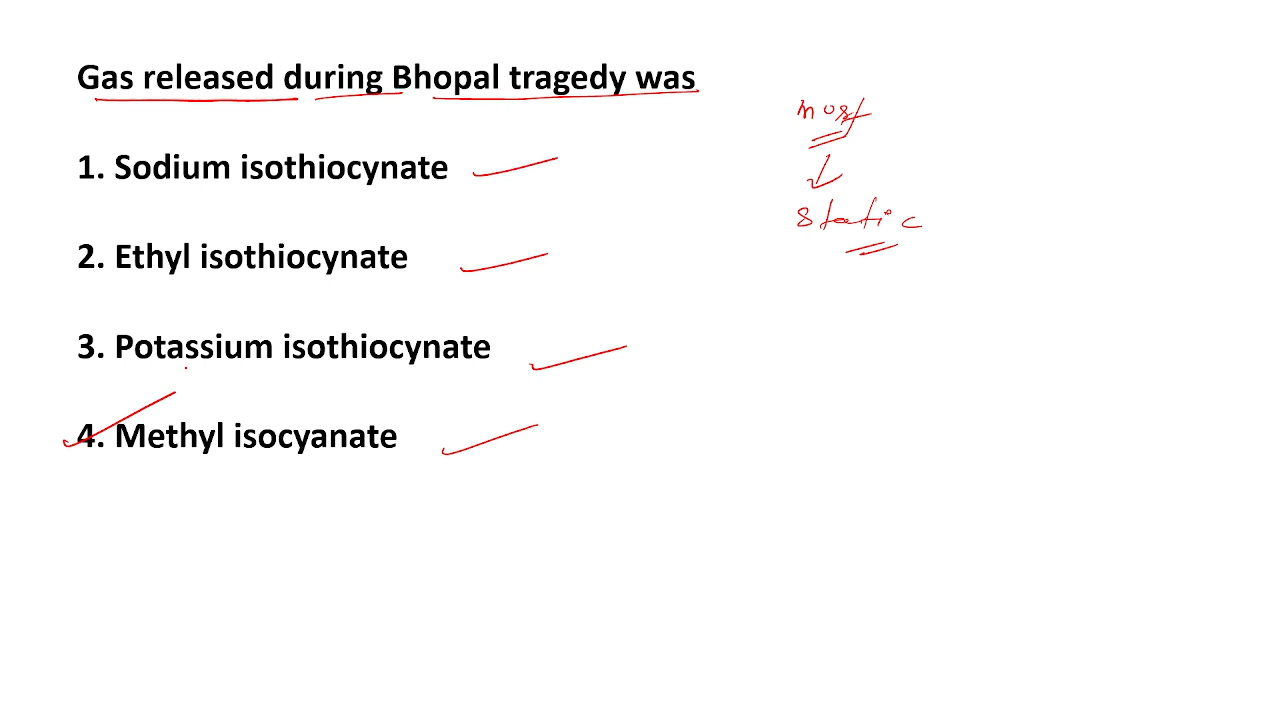 Gas released during Bhopal tragedy was
most
1. Sodium isothiocynate
static
2. Ethyl isothiocynate
3. Potassium isothiocynate
4. Methyl isocyanate